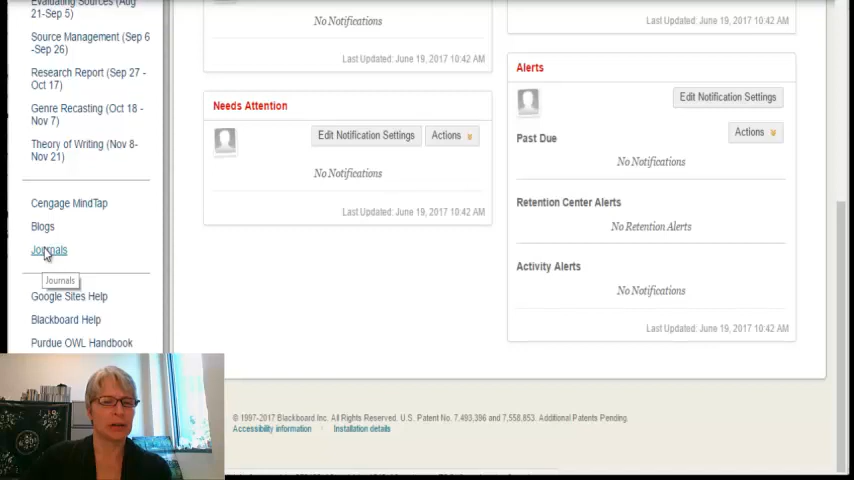 Evaluating Sources (Aug
21-Sep 5)
Source Management (Sep 6
-Sep 26)
Research Report (Sep 27 -
Oct 17)
Genre Recasting (Oct 18 -
Nov 7)
Theory of Writing (Nov 8-
Nov 21)
Cengage MindTap
Blogs
Journals
Journals
Google Sites Help
Blackboard Help
Purdue OWL Handbook
No Notifications
Last Updated: June 19, 2017 10:42 AM
Needs Attention
Edit Notification Settings
Actions
No Notifications
Last Updated: June 19, 2017 10:42 AM
Last Updated: June 19, 2017 10:42 AM
Alerts
Edit Notification Settings
Actions
Past Due
No Notifications
Retention Center Alerts
No Retention Alerts
Activity Alerts
No Notifications
Last Updated: June 19, 2017 10:42 AM
© 1997-2017 Blackboard Inc. All Rights Reserved. U.S. Patent No. 7,493,396 and 7,558,853. Additional Patents Pending.
Accessibility information
Installation details